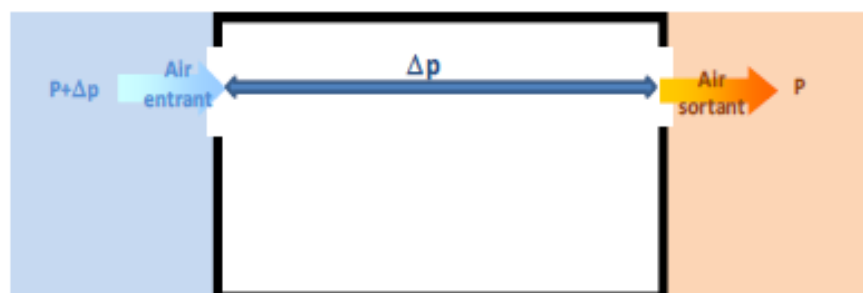 P+Δp
Air
entrant
Δp
Air
sortant
P